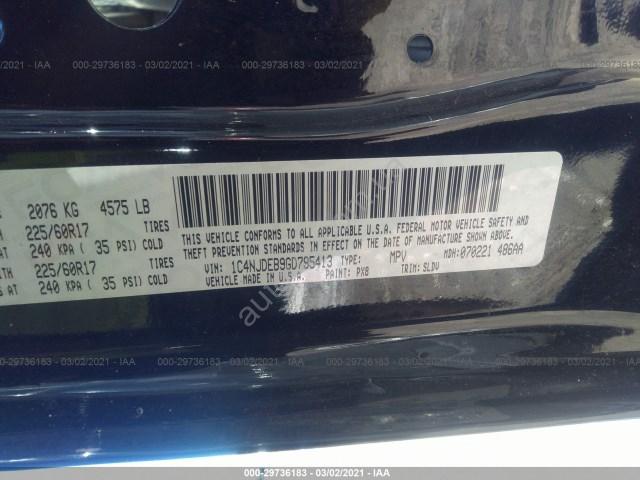 000-29736183 - 03/02/2021 - IAA
2076 KG 4575 LB
225/60R17 TIRES
240 KPA ( 35 PSI) COLD
225/60R17 TIRES
240 KPA ( 35 PSI) COLD
THIS VEHICLE CONFORMS TO ALL APPLICABLE U.S.A. FEDERAL MOTOR VEHICLE SAFETY AND
THEFT PREVENTION STANDARDS IN EFFECT ON THE DATE OF MANUFACTURE SHOWN ABOVE.
VIN: 1C4NJDEB9GD795413 TYPE: MPV MDH: 070221 486AA
VEHICLE MADE IN U.S.A. PAINT: PX8 TRIM: SLDV
000-29736183 - 03/02/2021 - IAA
000-29736183 - 03/02/2021 - IAA